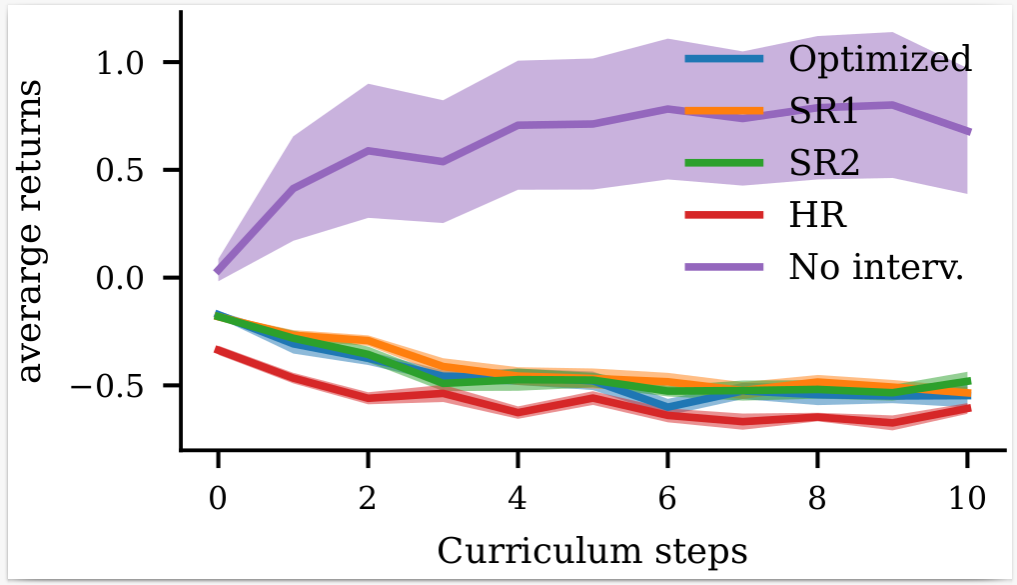 averarge returns
1.0
0.5
0.0
−0.5
Optimized
SR1
SR2
HR
No interv.
0 2 4 6 8 10
Curriculum steps